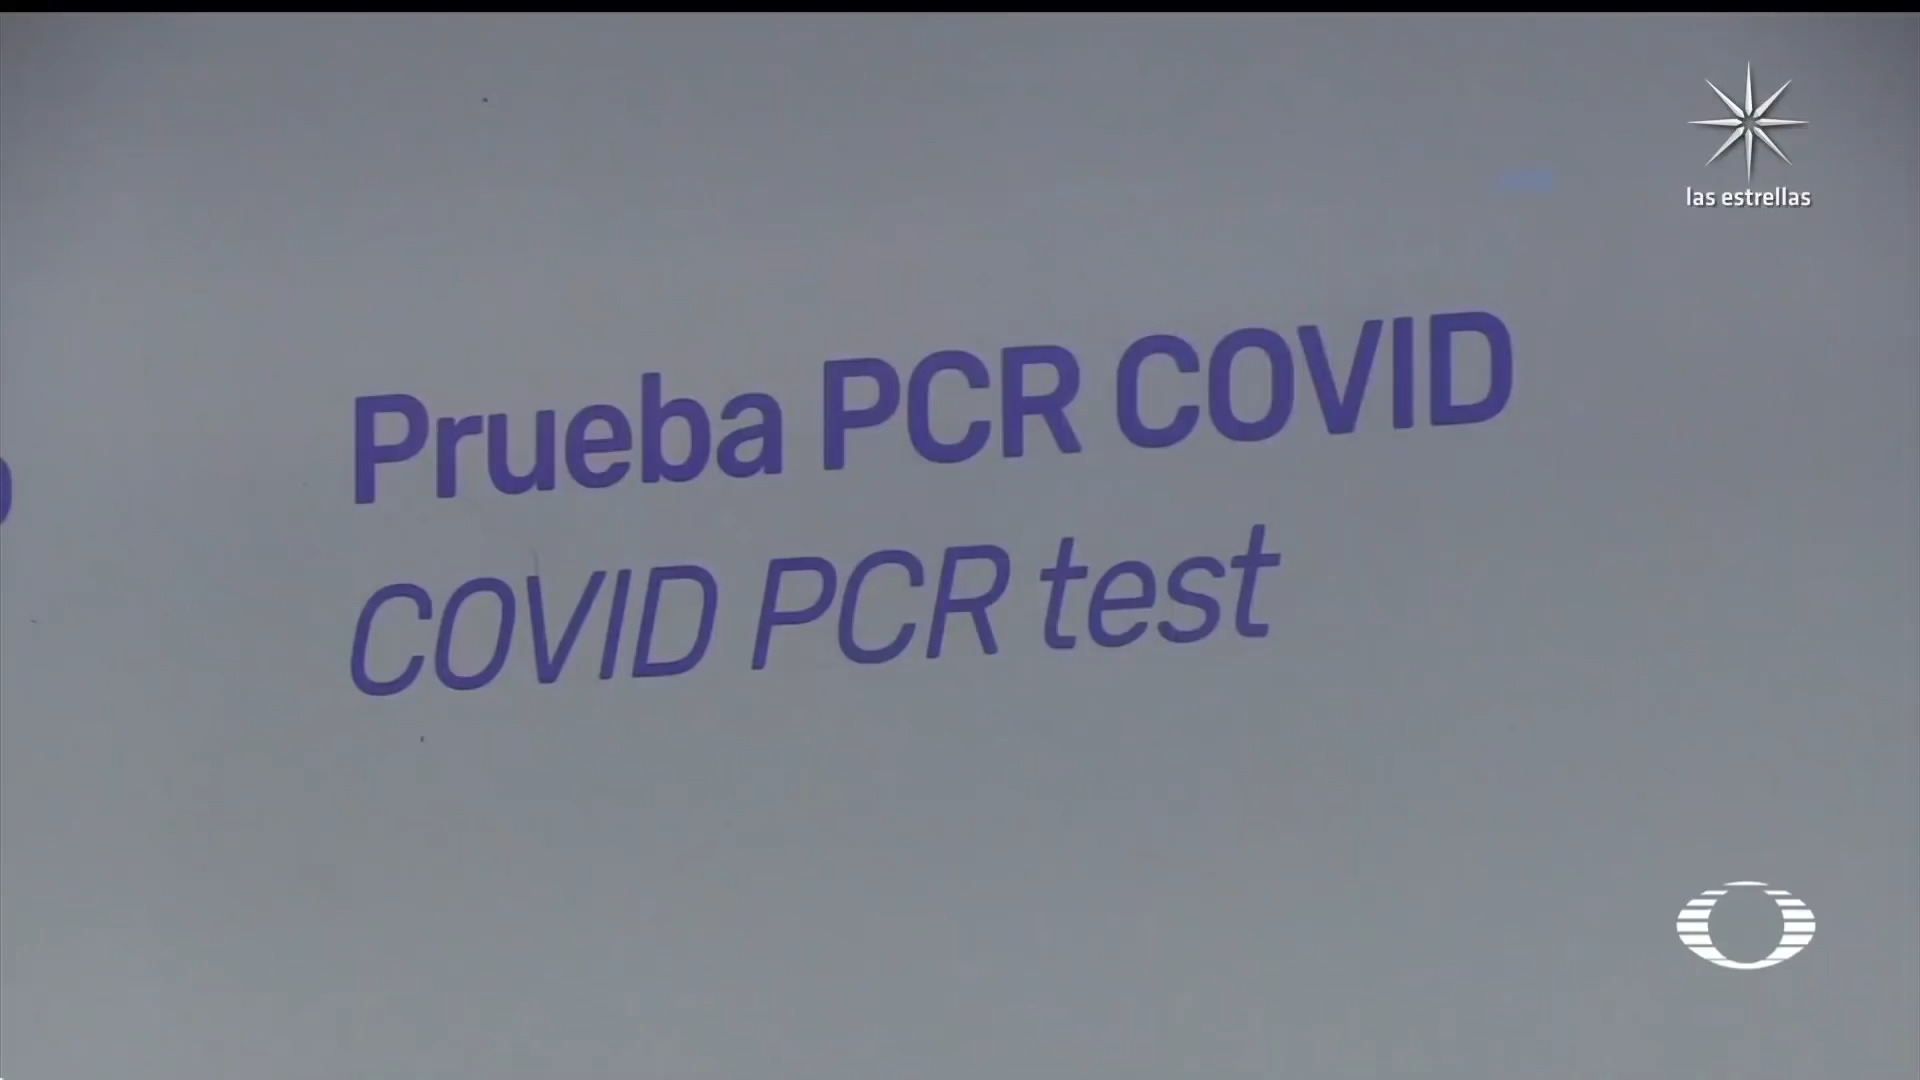 las estrellas
Prueba PCR COVID
COVID PCR test